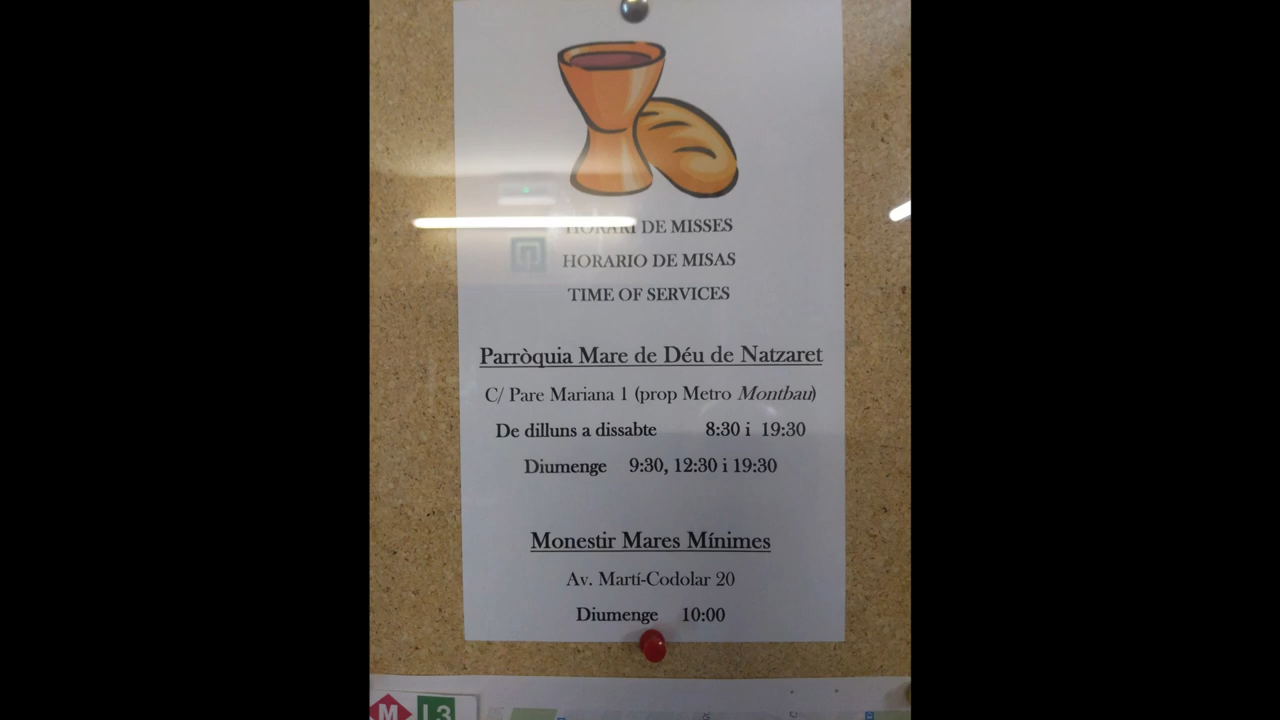 HORARI DE MISSES
HORARIO DE MISAS
TIME OF SERVICES
Parròquia Mare de Déu de Natzaret
C/ Pare Mariana 1 (prop Metro Montbau)
De dilluns a dissabte 8:30 i 19:30
Diumenge 9:30, 12:30 i 19:30
Monestir Mares Mínimes
Av. Martí-Codolar 20
Diumenge 10:00
M L3